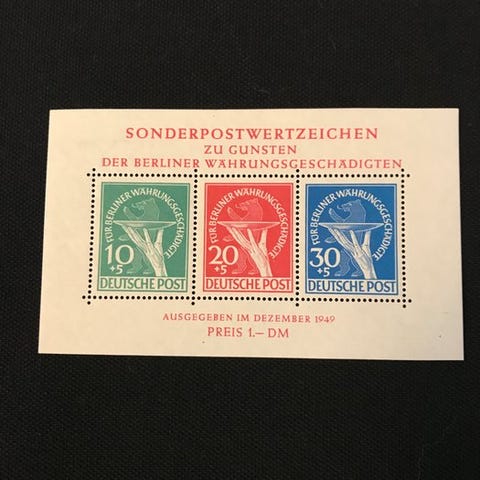 SONDERPOSTWERTZEICHEN
ZU GUNSTEN
DER BERLINER WÄHRUNGSGESCHÄDIGTEN
FÜR BERLINER WÄHRUNGSGESCHÄDIGTE
10
+5
DEUTSCHE POST
FÜR BERLINER WÄHRUNGSGESCHÄDIGTE
20
+5
DEUTSCHE POST
FÜR BERLINER WÄHRUNGSGESCHÄDIGTE
30
+5
DEUTSCHE POST
AUSGEGEBEN IM DEZEMBER 1949
PREIS 1.— DM